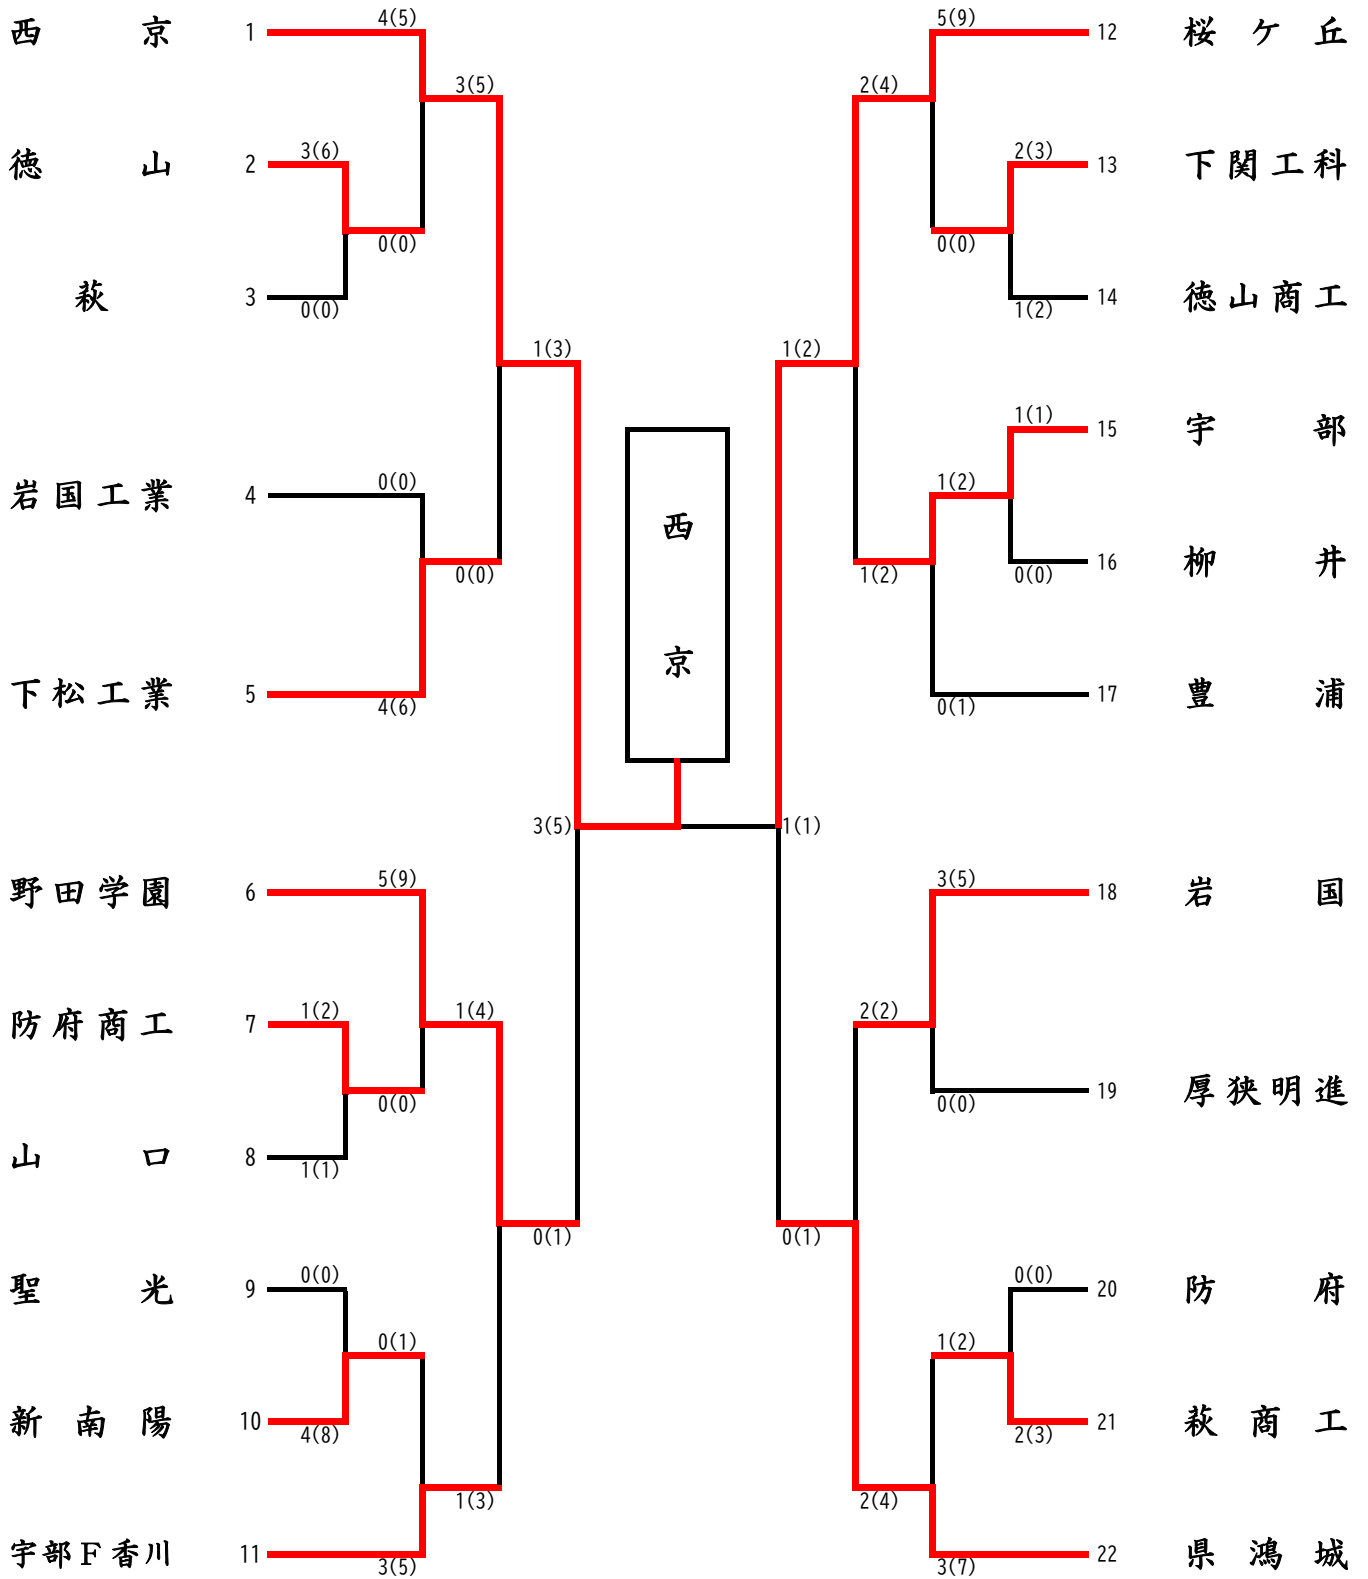 西京 1 4(5)
3(5)
徳山 2 3(6)
0(0)
萩 3 0(0)
1(3)
岩国工業 4 0(0)
0(0)
下松工業 5 4(6)
3(5)
野田学園 6 5(9)
防府商工 7 1(2) 1(4)
0(0)
山口 8 1(1)
0(1)
聖光 9 0(0)
0(1)
新南陽 10 4(8)
1(3)
宇部F香川 11 3(5)
西京
5(9) 12 桜ケ丘
2(4)
2(3) 13 下関工科
0(0)
1(2) 14 徳山商工
1(2)
1(1) 15 宇部
1(2)
1(2) 0(0) 16 柳井
0(1) 17 豊浦
1(1)
3(5) 18 岩国
2(2)
0(0) 19 厚狭明進
0(1)
0(0) 20 防府
1(2)
2(3) 21 萩商工
2(4)
3(7) 22 県鴻城